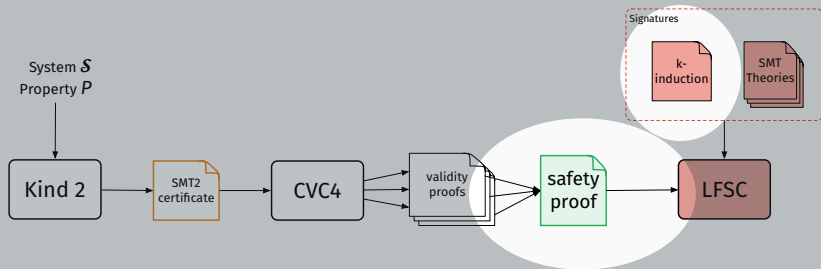 Signatures
k-
induction
SMT
Theories
System 𝓢
Property P
Kind 2
SMT2
certificate
CVC4
validity
proofs
safety
proof
LFSC